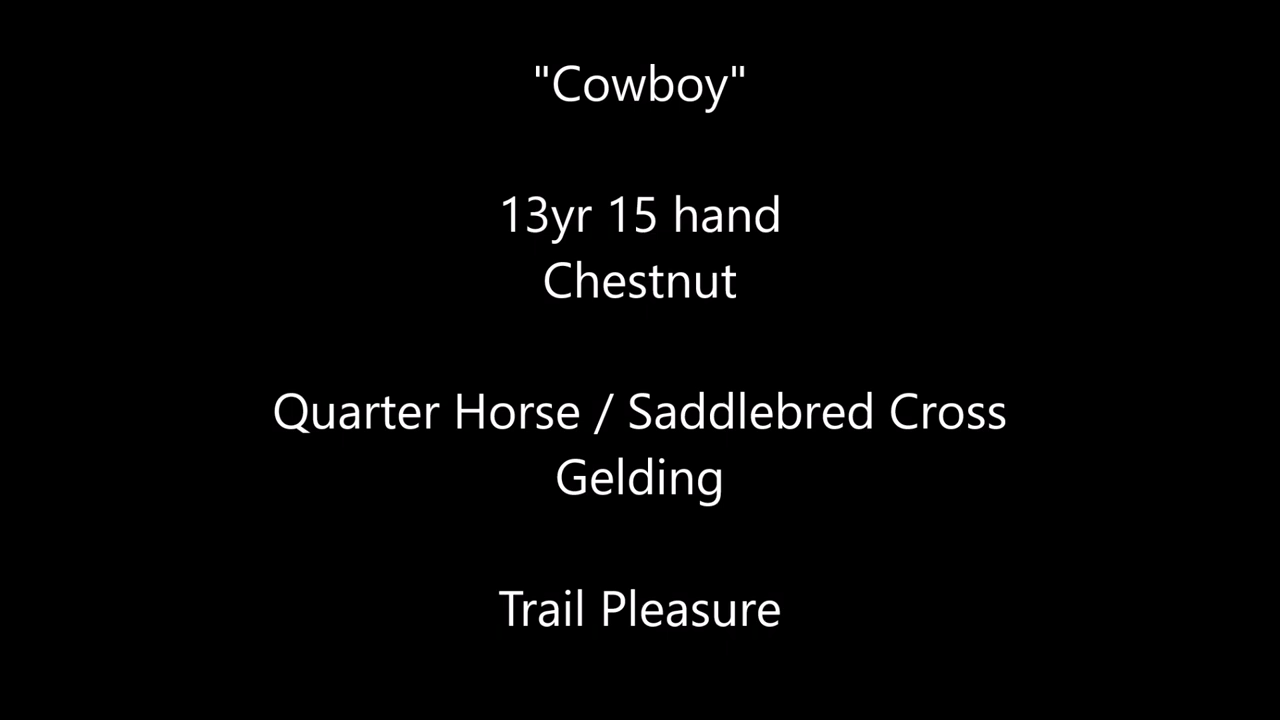 "Cowboy"
13yr 15 hand
Chestnut
Quarter Horse / Saddlebred Cross
Gelding
Trail Pleasure